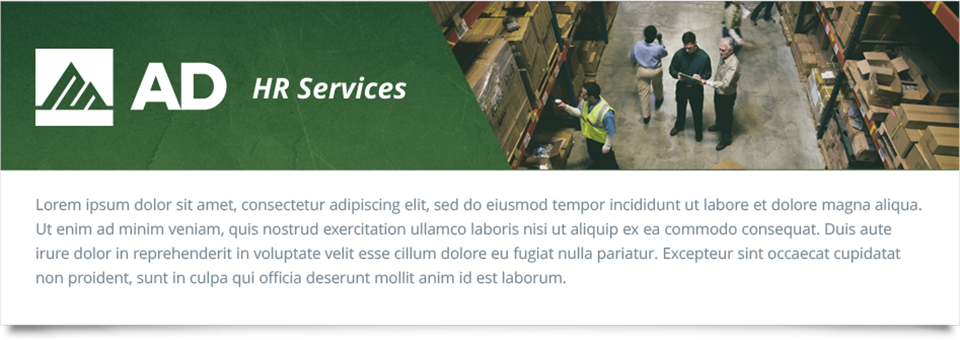 AD HR Services
Lorem ipsum dolor sit amet, consectetur adipiscing elit, sed do eiusmod tempor incididunt ut labore et dolore magna aliqua.
Ut enim ad minim veniam, quis nostrud exercitation ullamco laboris nisi ut aliquip ex ea commodo consequat. Duis aute
irure dolor in reprehenderit in voluptate velit esse cillum dolore eu fugiat nulla pariatur. Excepteur sint occaecat cupidatat
non proident, sunt in culpa qui officia deserunt mollit anim id est laborum.